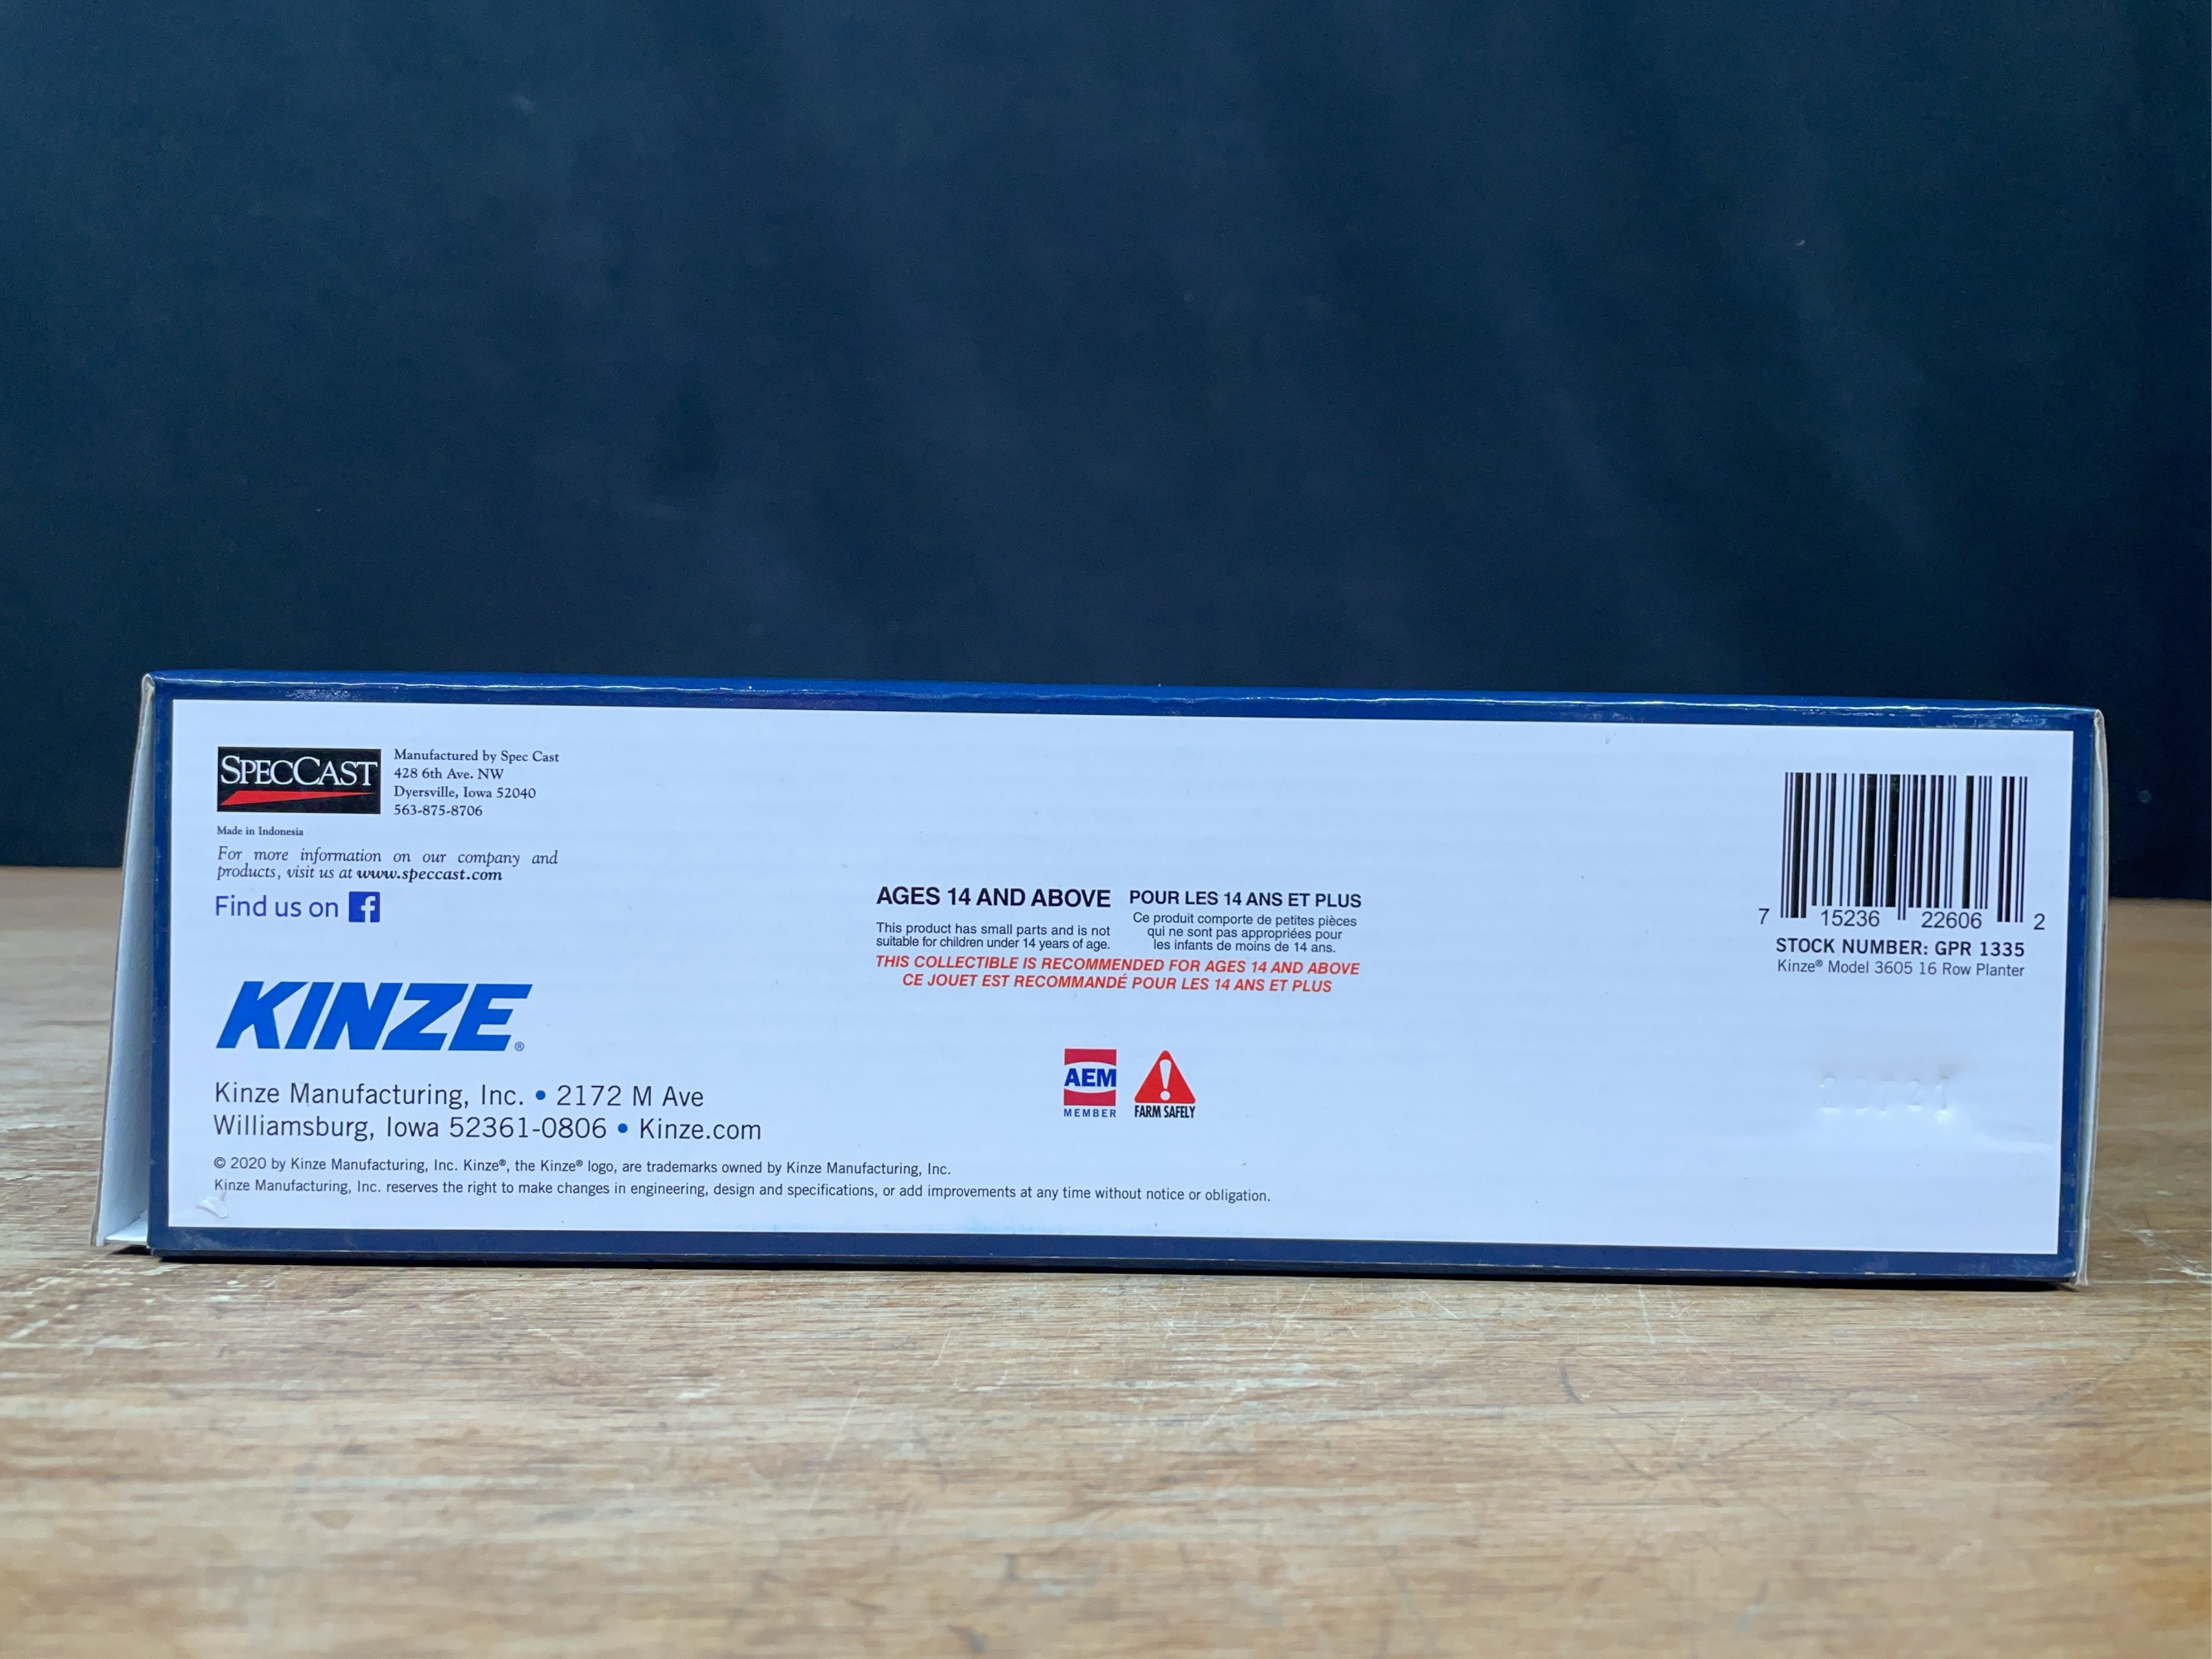 SPECCAST
Manufactured by Spec Cast
428 6th Ave. NW
Dyersville, Iowa 52040
563-875-8706
Made in Indonesia
For more information on our company and
products, visit us at www.speccast.com
Find us on f
KINZE®
Kinze Manufacturing, Inc. • 2172 M Ave
Williamsburg, Iowa 52361-0806 • Kinze.com
© 2020 by Kinze Manufacturing, Inc. Kinze®, the Kinze® logo, are trademarks owned by Kinze Manufacturing, Inc.
Kinze Manufacturing, Inc. reserves the right to make changes in engineering, design and specifications, or add improvements at any time without notice or obligation.
AGES 14 AND ABOVE
This product has small parts and is not
suitable for children under 14 years of age.
POUR LES 14 ANS ET PLUS
Ce produit comporte de petites pièces
qui ne sont pas appropriées pour
les infants de moins de 14 ans.
THIS COLLECTIBLE IS RECOMMENDED FOR AGES 14 AND ABOVE
CE JOUET EST RECOMMANDÉ POUR LES 14 ANS ET PLUS
AEM
MEMBER
FARM SAFELY
7 15236 22606 2
STOCK NUMBER: GPR 1335
Kinze® Model 3605 16 Row Planter